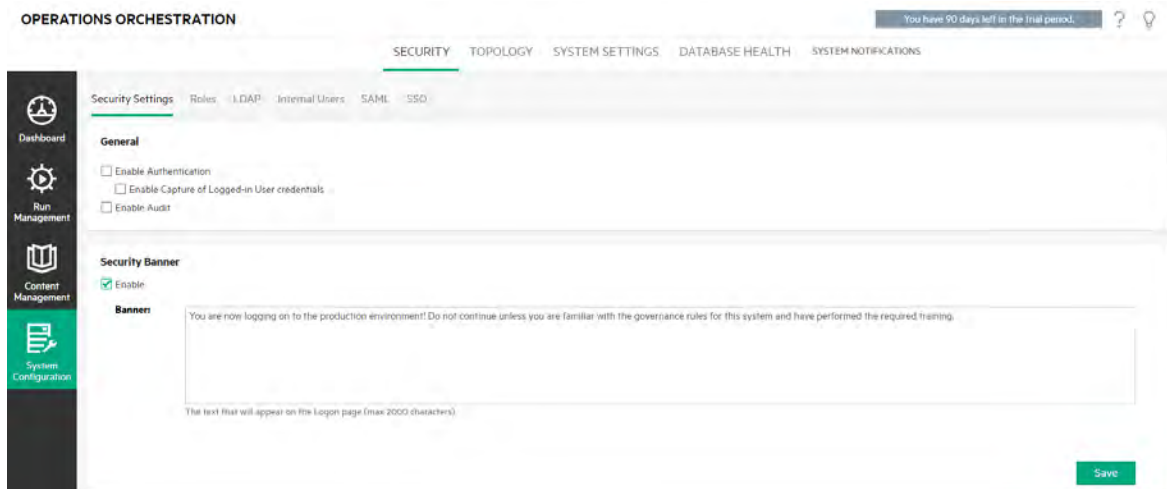 OPERATIONS ORCHESTRATION
You have 90 days left in the trial period.
SECURITY TOPOLOGY SYSTEM SETTINGS DATABASE HEALTH SYSTEM NOTIFICATIONS
Security Settings Roles LDAP Internal Users SAML SSO
Dashboard
Run
Management
Content
Management
System
Configuration
General
Enable Authentication
Enable Capture of Logged-in User credentials
Enable Audit
Security Banner
Enable
Banner:
You are now logging on to the production environment! Do not continue unless you are familiar with the governance rules for this system and have performed the required training.
The text that will appear on the Logon page (max 2000 characters)
Save